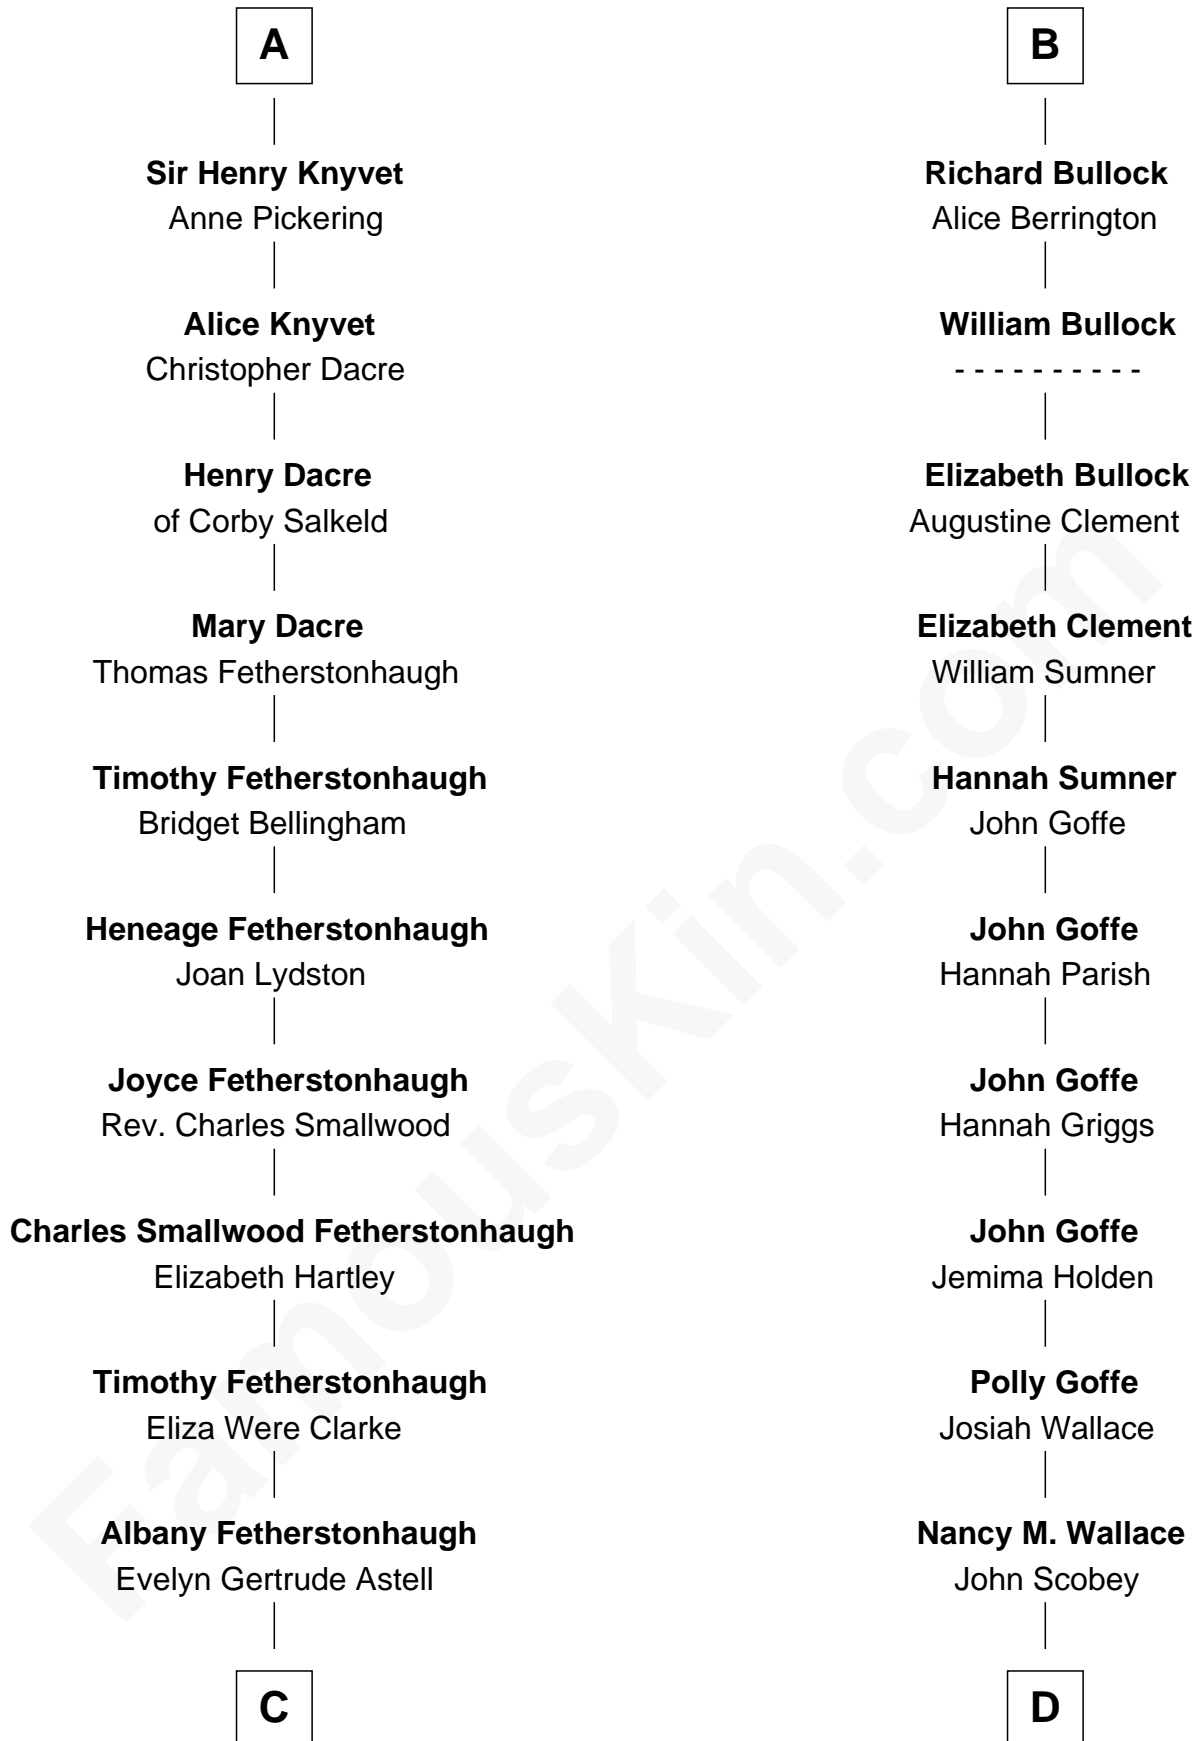 A
Sir Henry Knyvet
Anne Pickering
Alice Knyvet
Christopher Dacre
Henry Dacre
of Corby Salkeld
Mary Dacre
Thomas Fetherstonhaugh
Timothy Fetherstonhaugh
Bridget Bellingham
Heneage Fetherstonhaugh
Joan Lydston
Joyce Fetherstonhaugh
Rev. Charles Smallwood
Charles Smallwood Fetherstonhaugh
Elizabeth Hartley
Timothy Fetherstonhaugh
Eliza Were Clarke
Albany Fetherstonhaugh
Evelyn Gertrude Astell
C
B
Richard Bullock
Alice Berrington
William Bullock
- - - - - - - - - -
Elizabeth Bullock
Augustine Clement
Elizabeth Clement
William Sumner
Hannah Sumner
John Goffe
John Goffe
Hannah Parish
John Goffe
Hannah Griggs
John Goffe
Jemima Holden
Polly Goffe
Josiah Wallace
Nancy M. Wallace
John Scobey
D
FamousKin.com